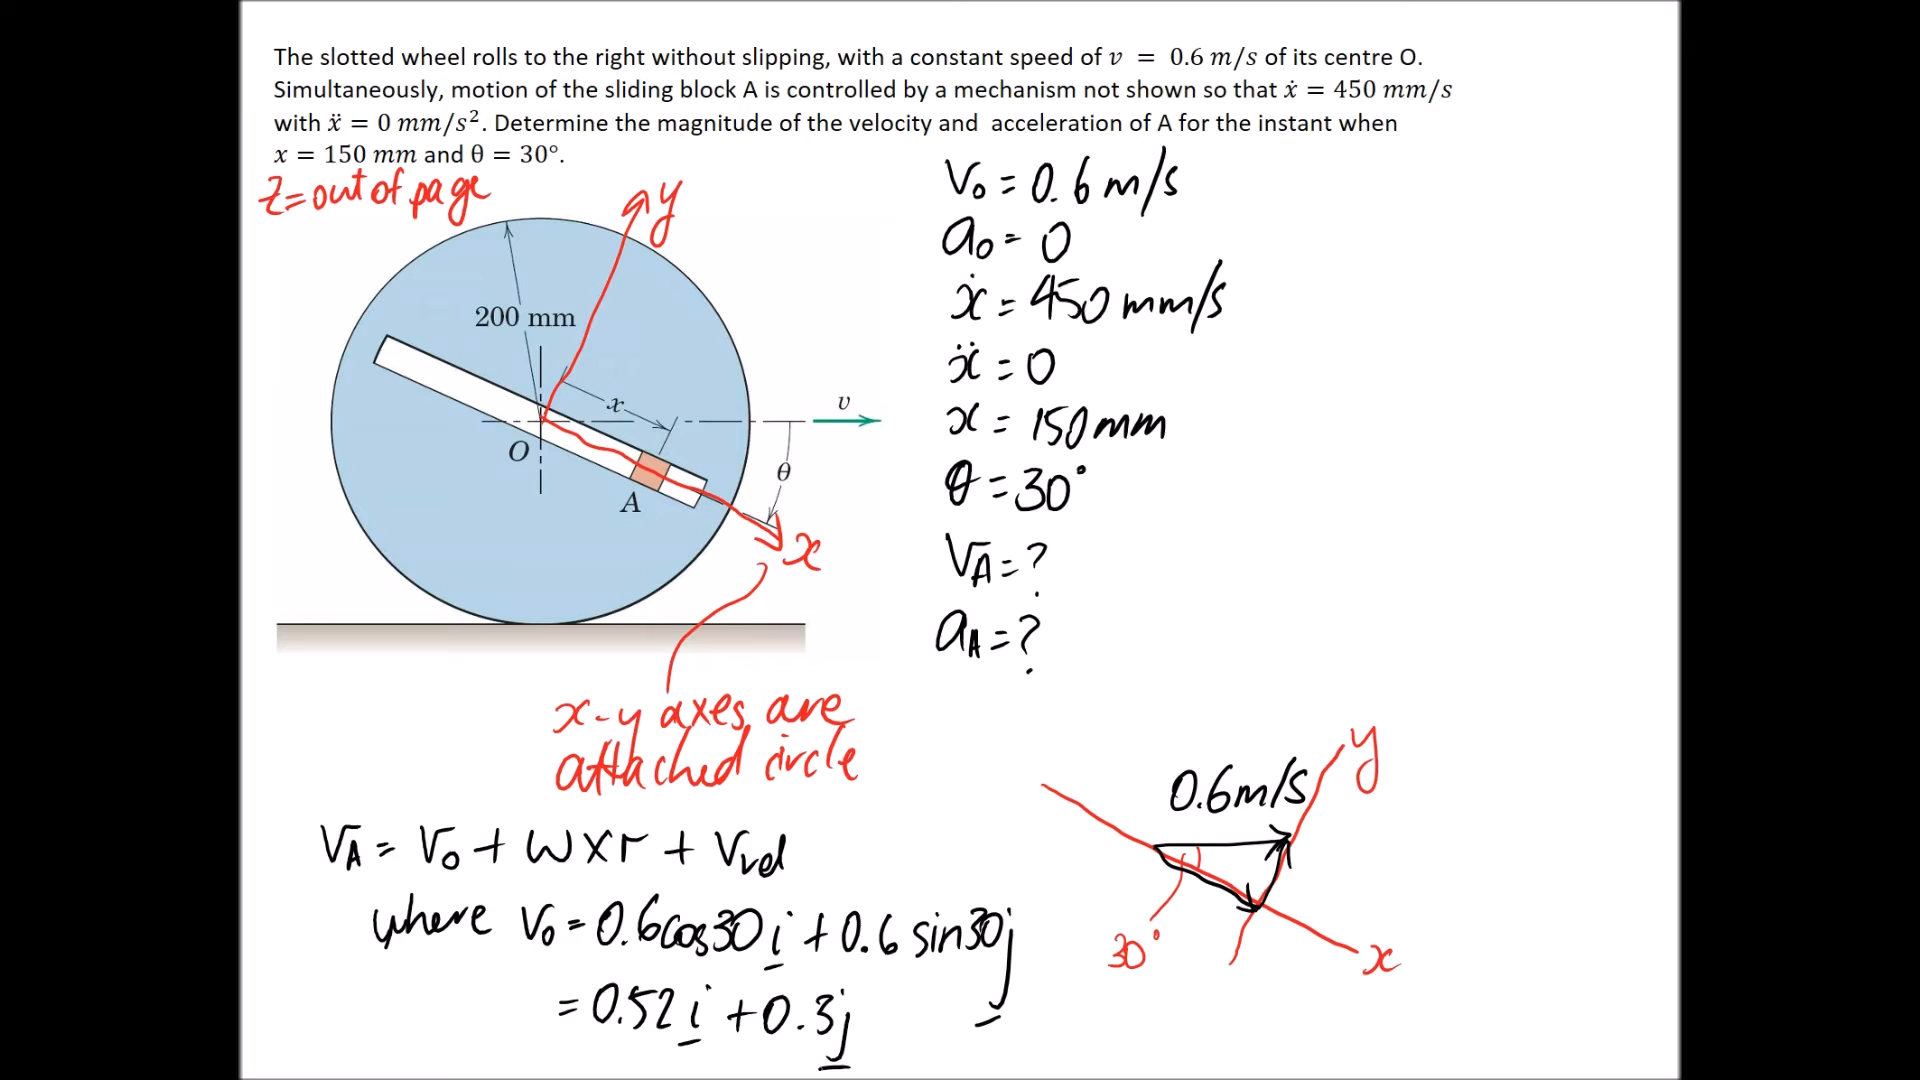 The slotted wheel rolls to the right without slipping, with a constant speed of v = 0.6 m/s of its centre O.
Simultaneously, motion of the sliding block A is controlled by a mechanism not shown so that ẋ = 450 mm/s
with ẍ = 0 mm/s². Determine the magnitude of the velocity and acceleration of A for the instant when
x = 150 mm and θ = 30°.
z=out of page
y
200 mm
x
v
O
θ
A
x
x-y axes are
attached circle
V₀ = 0.6 m/s
a₀ = 0
ẋ = 450 mm/s
ẍ = 0
x = 150 mm
θ = 30°
V_A = ?
a_A = ?
V_A = V₀ + ω × r + V_rel
where V₀ = 0.6 cos30 i + 0.6 sin30 j
= 0.52 i + 0.3 j
0.6 m/s
y
30°
x